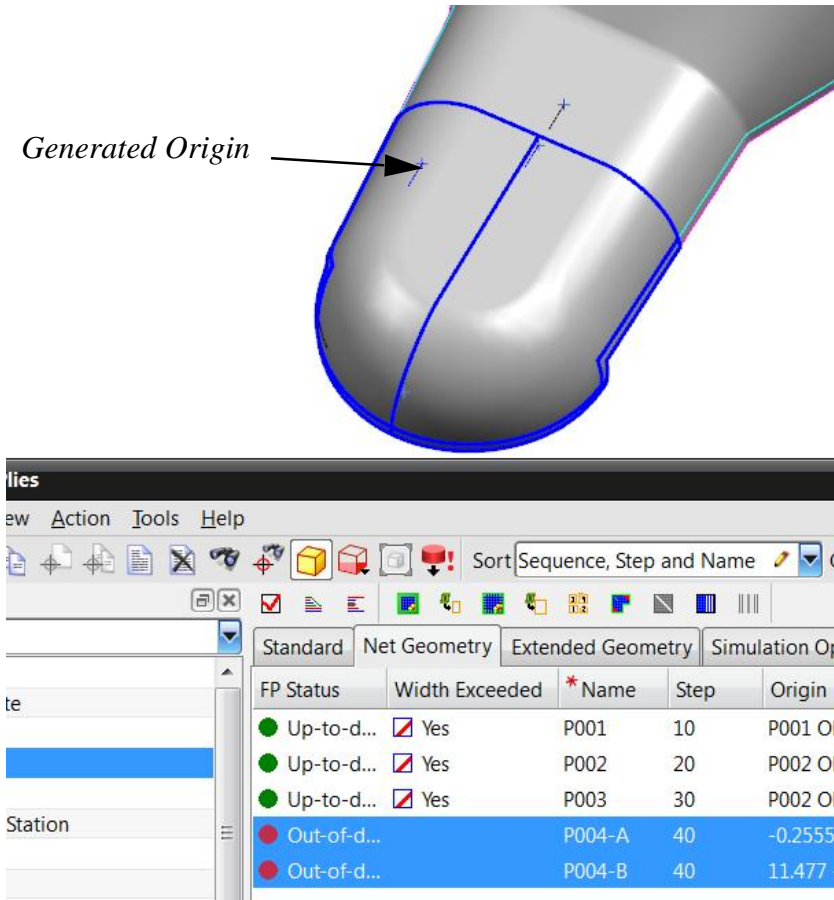 Generated Origin
lies
ew Action Tools Help
Sort Sequence, Step and Name
Standard Net Geometry Extended Geometry Simulation Op
te
FP Status Width Exceeded *Name Step Origin
Up-to-d... Yes P001 10 P001 O
Up-to-d... Yes P002 20 P002 O
Up-to-d... Yes P003 30 P002 O
Station
Out-of-d... P004-A 40 -0.2555
Out-of-d... P004-B 40 11.477